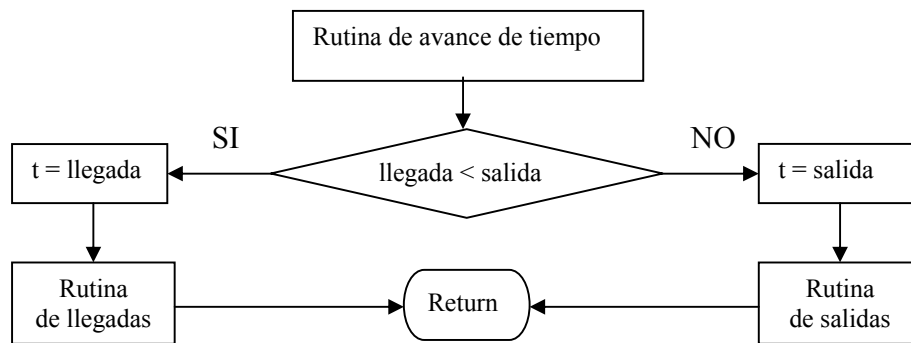 Rutina de avance de tiempo
SI
NO
t = llegada
llegada < salida
t = salida
Rutina
de llegadas
Return
Rutina
de salidas